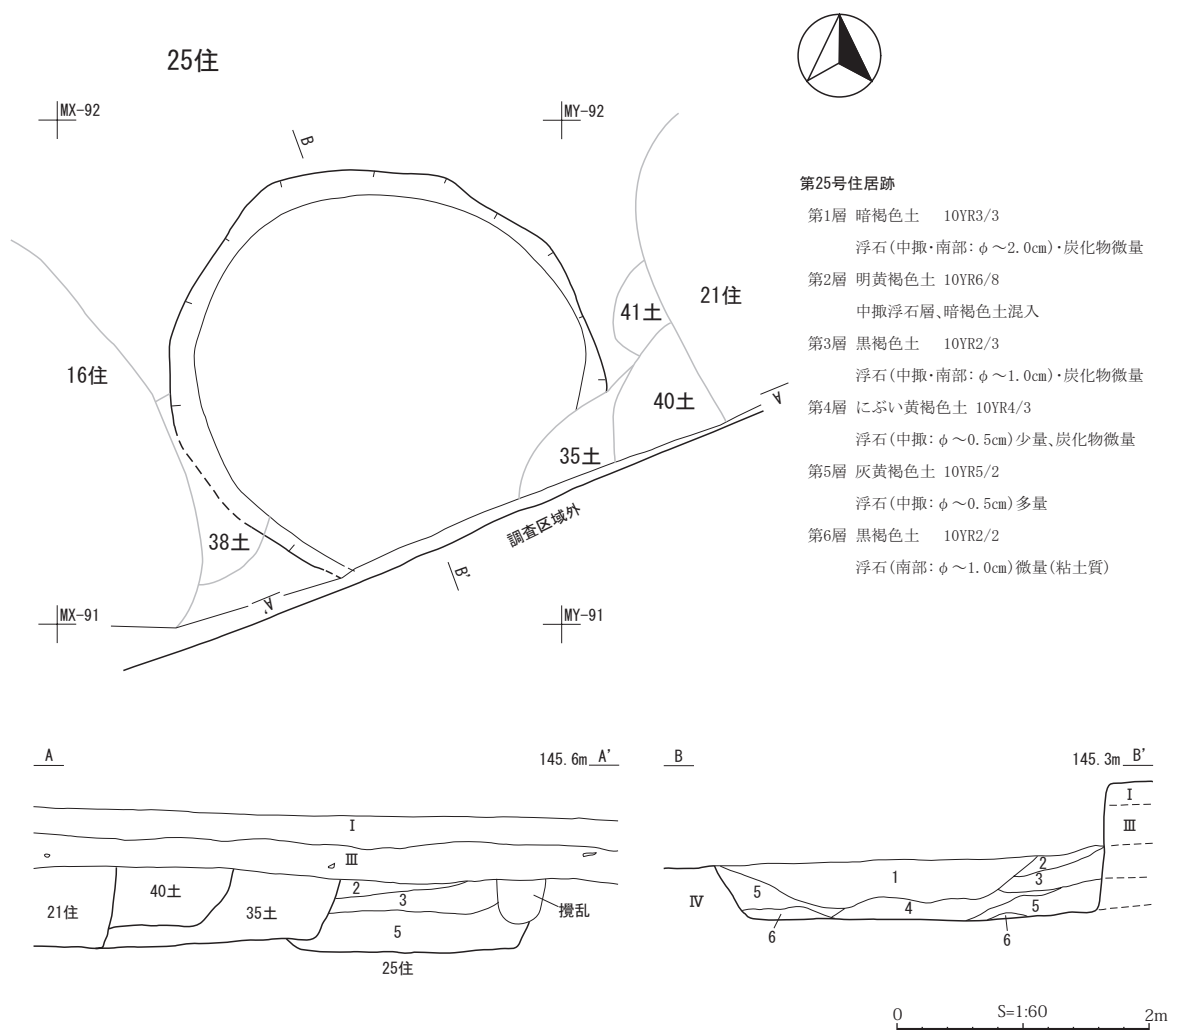 25住
MX-92
MY-92
B
第25号住居跡
第1層 暗褐色土 10YR3/3
浮石(中掫・南部:φ～2.0cm)・炭化物微量
第2層 明黄褐色土 10YR6/8
中掫浮石層、暗褐色土混入
第3層 黒褐色土 10YR2/3
浮石(中掫・南部:φ～1.0cm)・炭化物微量
第4層 にぶい黄褐色土 10YR4/3
浮石(中掫:φ～0.5cm)少量、炭化物微量
第5層 灰黄褐色土 10YR5/2
浮石(中掫:φ～0.5cm)多量
第6層 黒褐色土 10YR2/2
浮石(南部:φ～1.0cm)微量(粘土質)
41土
21住
16住
40土
A
35土
調査区域外
38土
B'
A'
MX-91
MY-91
A
145.6m A'
I
Ⅲ
21住
40土
35土
2
3
5
攪乱
25住
B
145.3m B'
I
Ⅲ
Ⅳ
1
2
3
4
5
5
6
6
S=1:60
0
2m